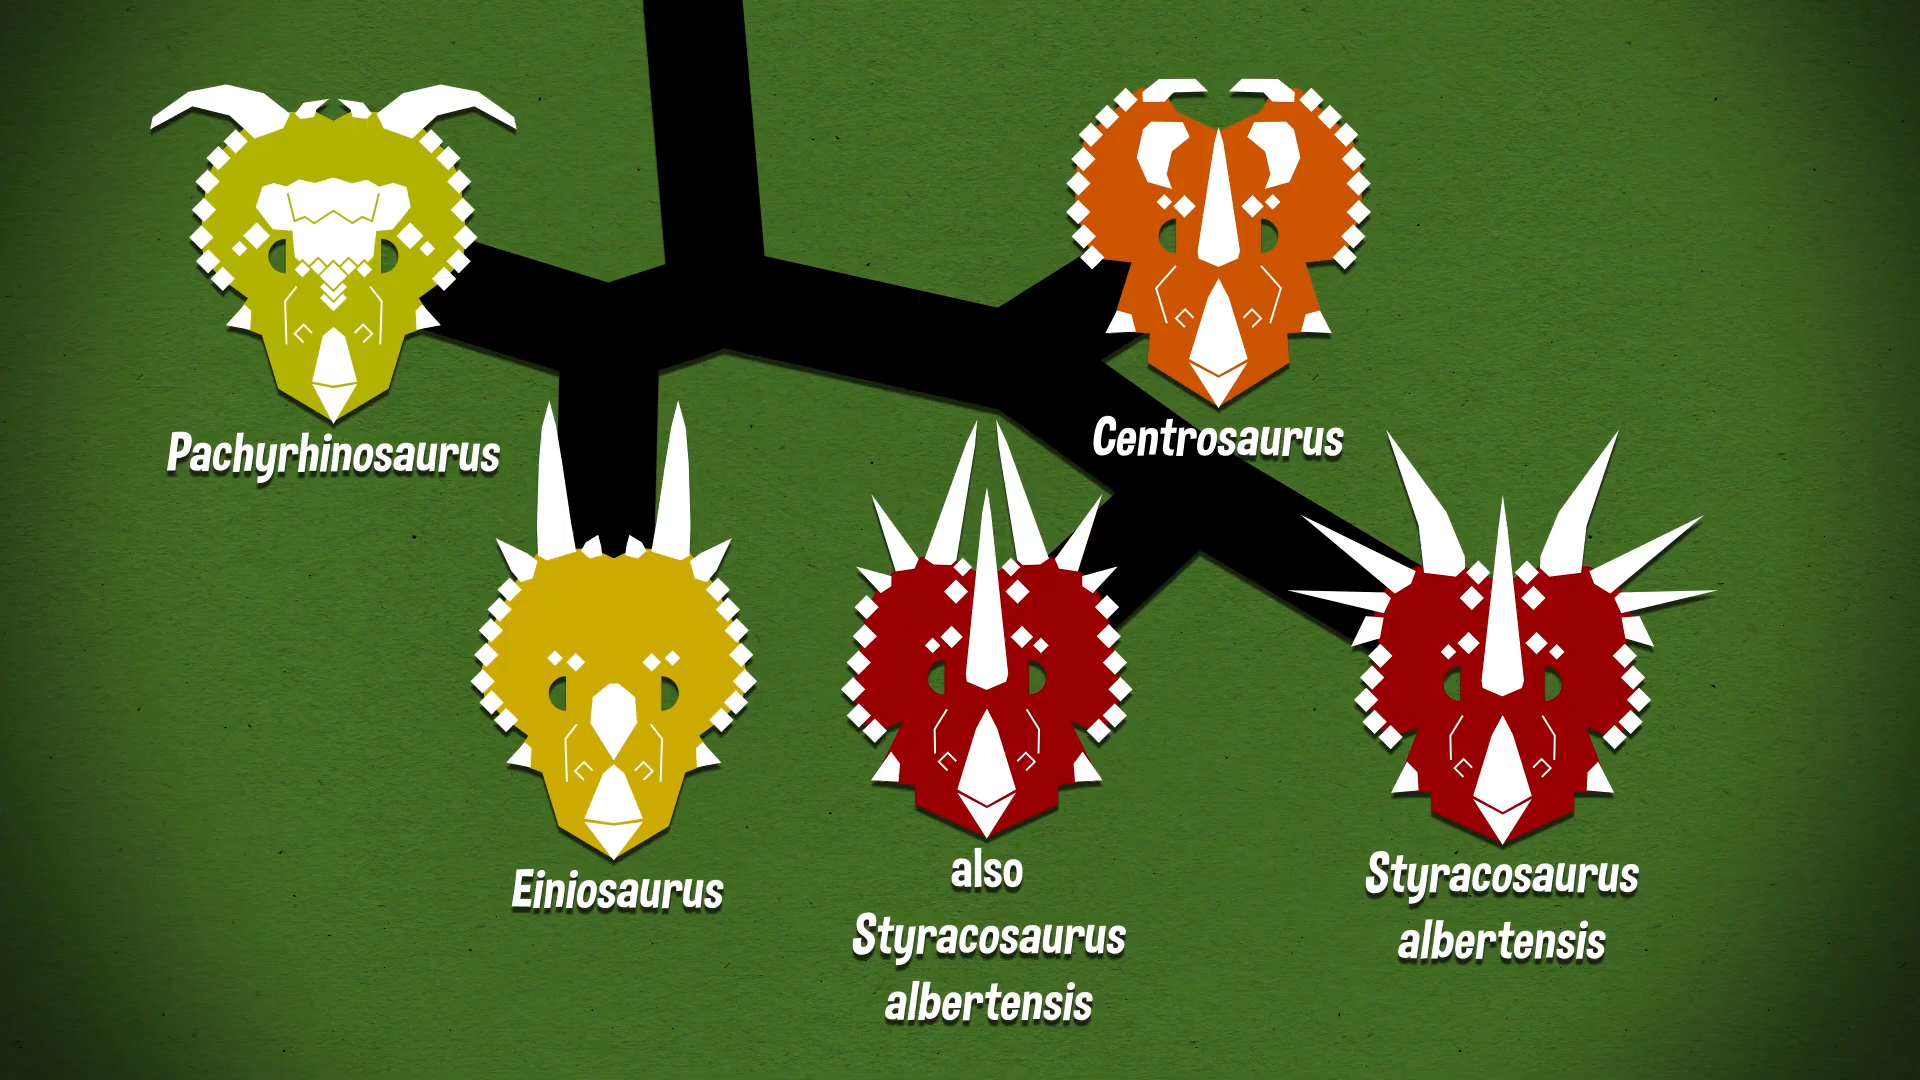 Pachyrhinosaurus
Centrosaurus
Einiosaurus
also
Styracosaurus
albertensis
Styracosaurus
albertensis